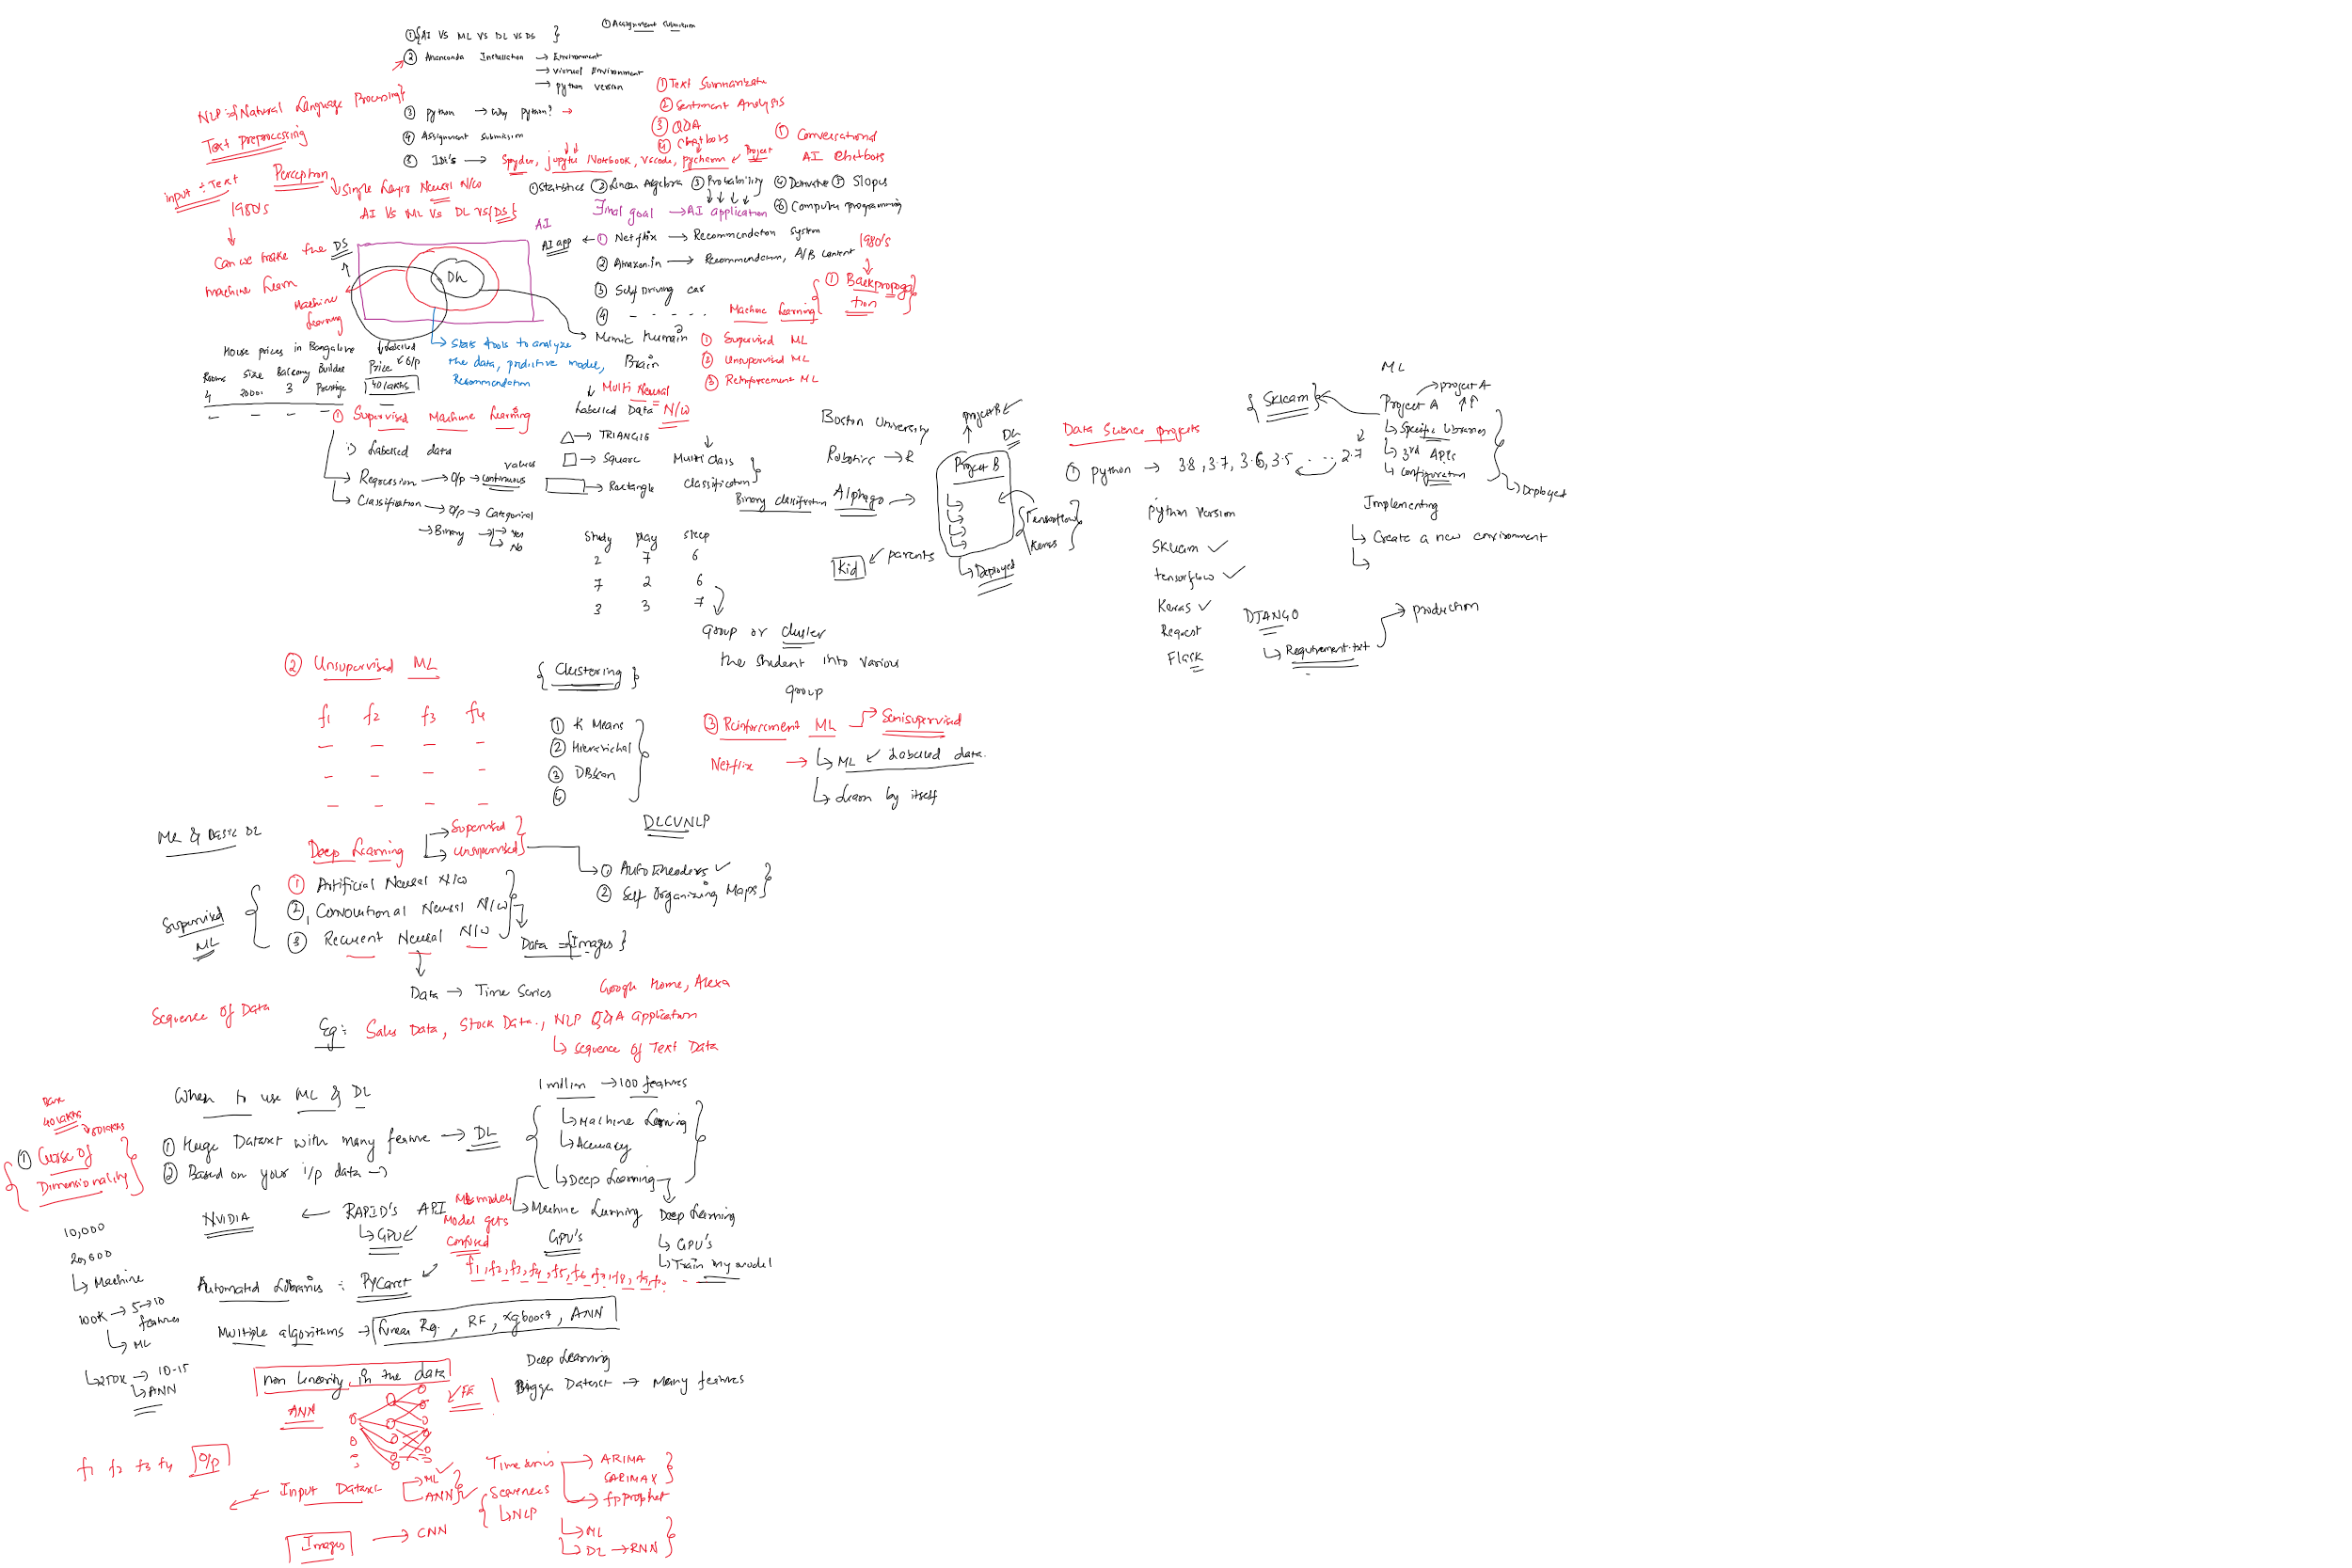 ① Assignment Submission
① {AI VS ML VS DL VS DS }
② Ananconda Installation → Environment
→ Virtual Environment
→ python version
③ python → Why python? →
④ Assignment submission
⑤ IDE's → Spyder, jupyter Notebook, Vscode, pycharm
Project
① Text Summarizate
② Sentiment Analysis
③ Q&A
④ Chatbots
⑤ Conversational
AI Chatbots
NLP : {Natural Language Processing}
Text preprocessing
input : Text
Perceptron
↳ Single Layer Neural N/w
① Statistics ② Linear Algebra ③ Probability ④ Derivative ⑤ Slopes
⑥ Computer programming
1980's
Can we make the
machine learn
AI VS ML VS DL VS {DS}
AI
DS
DL
Machine
Learning
Final goal → AI application
AI app ← ① Netflix → Recommendation System
② Amazon.in → Recommendation, A/B content
③ Self Driving car
④ - - - - -
1980's
Machine Learning { ① Backpropoga
tion }
→ Mimic Human
Brain
↳ Stats tools to analyze
the data, predictive model,
Recommendation
① Supervised ML
② Unsupervised ML
③ Reinforcement ML
House prices in Bangalore
Labelled
Rooms Size Balcony Builder Price ← O/p
4 2000 3 Prestige 40 lakhs
Multi Neural
N/w
① Supervised Machine Learning
i) Labelled data
→ Regression → O/p → Continuous
values
→ Classification → O/p → Categorical
→ Binary → Yes
→ No
Labelled Data
→ TRIANGLE
→ Square
→ Rectangle
Multi Class
Classification
Binary classification
Boston University
Robotics → R
Alphago →
Kid ← parents
project B
DL
Project B
Tensorflow
Keras
↳ Deployed
Study play sleep
2 7 6
7 2 6
3 3 7
Group or Cluster
the student into various
group
Data Science projects
① python → 3.8, 3.7, 3.6, 3.5 ... 2.7
{ SKlearn }
ML
Project A
→ project A
↳ Specific libraries
↳ 3rd APIs
↳ Configuration
↳ Deployed
python version
SKlearn ✓
tensorflow ✓
Keras ✓
Request
Flask
Implementing
↳ Create a new environment
↳
DJANGO
↳ Requirement.txt
→ production
② Unsupervised ML
f1 f2 f3 f4
{ Clustering }
① K Means
② Hierarichal
③ DBscan
④
③ Reinforcement ML → Semisupervised
Netflix → ↳ ML ← Labelled data.
↳ Learn by itself
DLCVNLP
ML & Basic DL
Deep Learning → Supervised
→ Unsupervised
① Auto Encoders ✓
② Self Organizing Maps
Supervised
ML
① Artificial Neural N/w
② Convolutional Neural N/w
③ Recurrent Neural N/w
Data = {Images }
Data → Time Series
Google Home, Alexa
Sequence of Data
Eg: Sales Data, Stock Data., NLP Q&A application
↳ Sequence of Text Data
When to use ML & DL
① Huge Dataset with many feature → DL
② Based on your i/p data →
1 million → 100 features
↳ Machine Learning
↳ Accuracy
↳ Deep Learning
40 lakhs
① Curse of
Dimensionality
NVIDIA ← RAPID'S API
↳ GPU
ML models
Model gets
Confused
→ Machine Learning
GPU's
Deep Learning
↳ GPU's
↳ Train my model
f1, f2, f3, f4, f5, f6, f7, f8, f9, f10
10,000
20,000
↳ Machine
100K → 5→10
features
↳ ML
↳ 250K → 10-15
↳ ANN
Automated Libraries : PyCaret ✓
Multiple algorithms → Linear Reg., RF, xgboost, ANN
non linearity in the data
FE
ANN
Deep Learning
Bigger Dataset → Many features
f1 f2 f3 f4 O/p
Input Dataset → ML ✓
→ ANN ✓
Time series → ARIMA
SARIMAX
→ fbprophet
Sequences
↳ NLP
↳ ML
↳ DL → RNN
Images → CNN